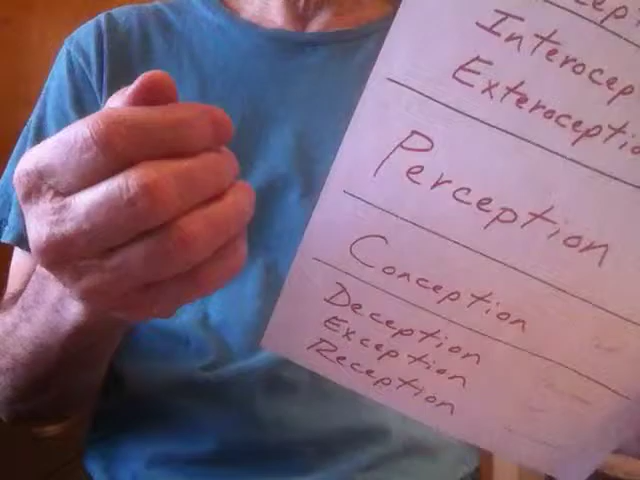 Interocep
Exteroceptio
Perception
Conception
Deception
Exception
Reception